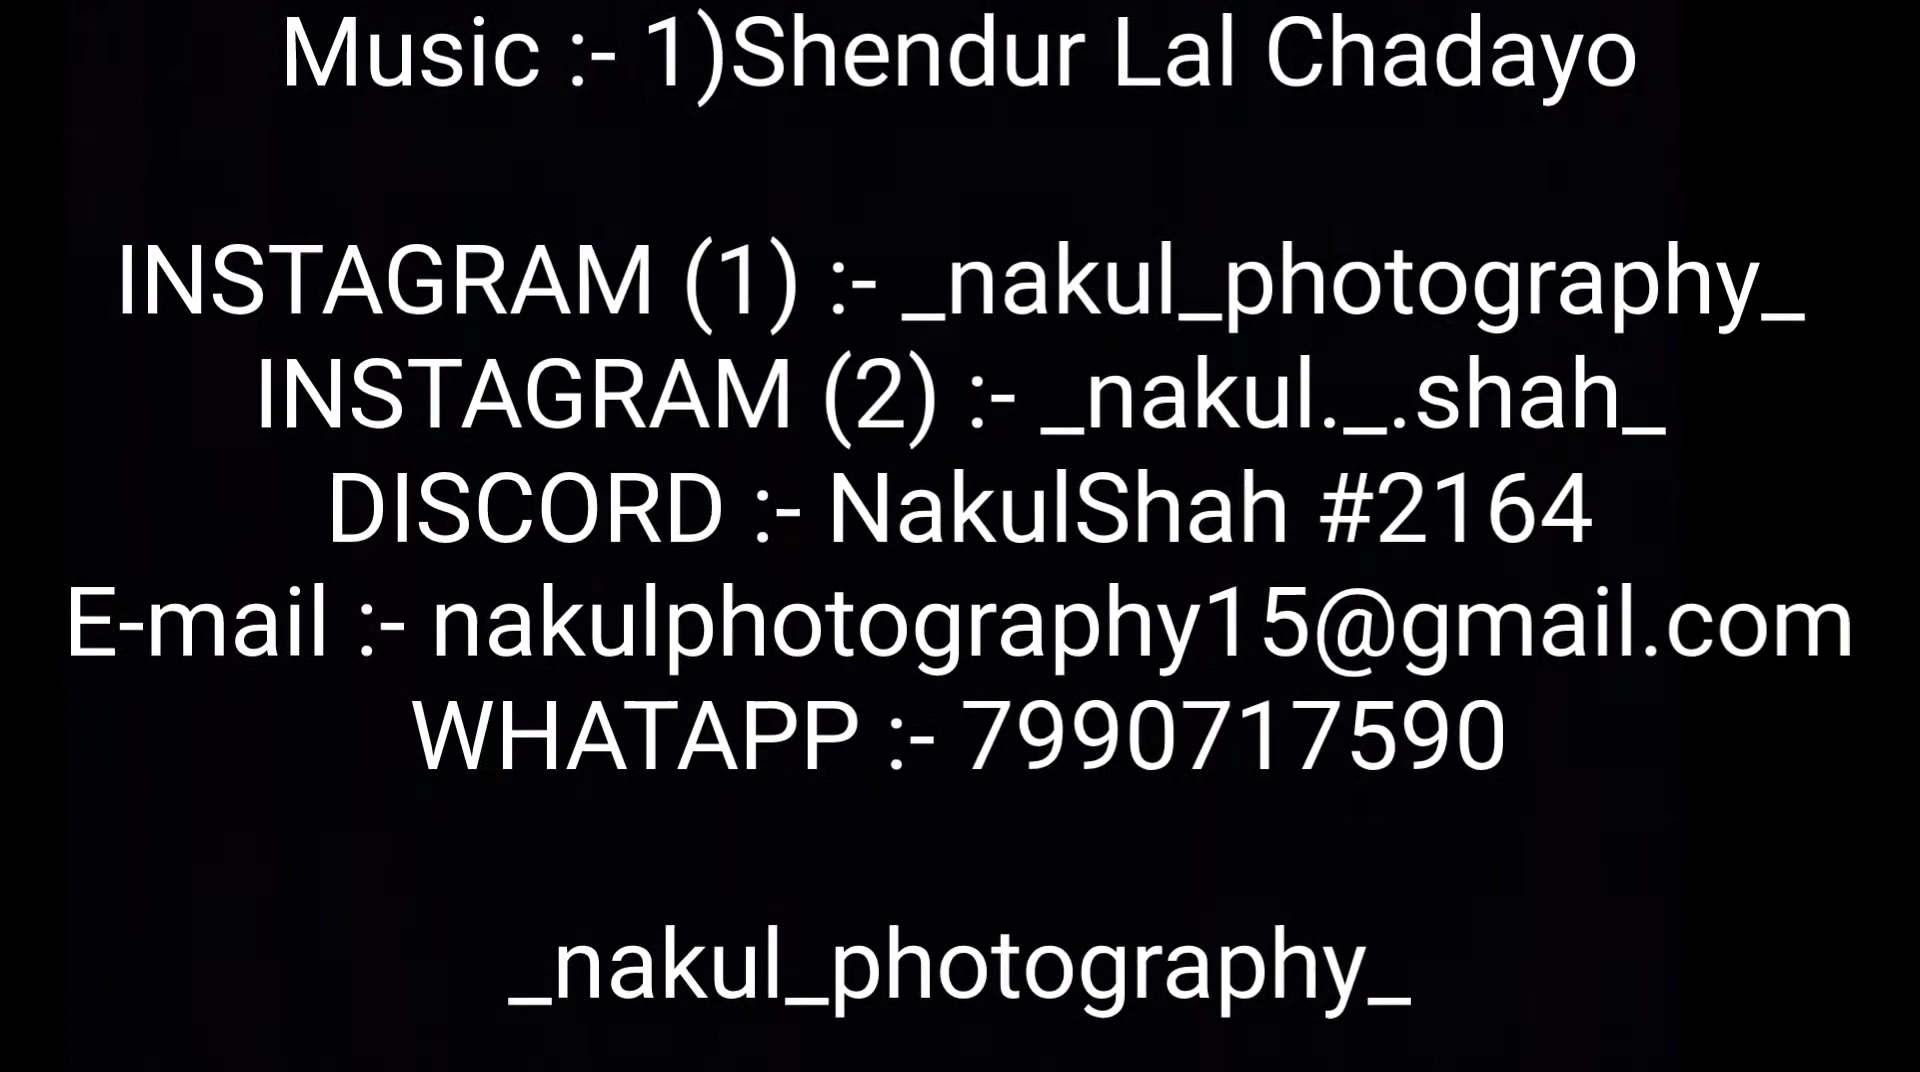 Music :- 1)Shendur Lal Chadayo
INSTAGRAM (1) :- _nakul_photography_
INSTAGRAM (2) :- _nakul._.shah_
DISCORD :- NakulShah #2164
E-mail :- nakulphotography15@gmail.com
WHATAPP :- 7990717590
_nakul_photography_